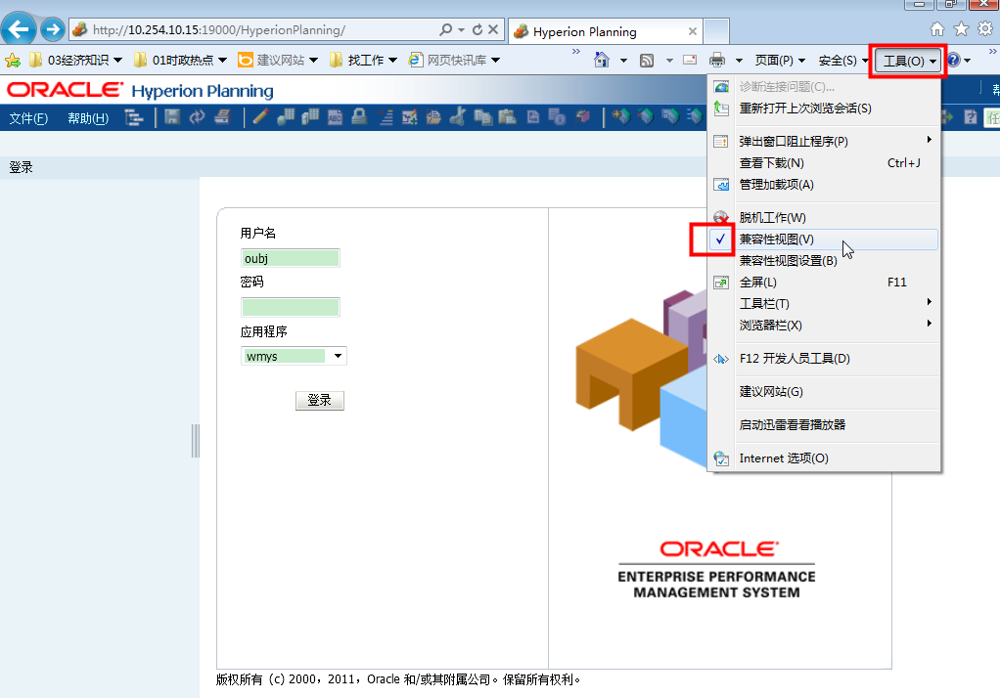 http://10.254.10.15:19000/HyperionPlanning/
Hyperion Planning
03经济知识
01时政热点
建议网站
找工作
网页快讯库
页面(P)
安全(S)
工具(O)
ORACLE Hyperion Planning
文件(F)
帮助(H)
登录
诊断连接问题(C)...
重新打开上次浏览会话(S)
弹出窗口阻止程序(P)
查看下载(N) Ctrl+J
管理加载项(A)
脱机工作(W)
兼容性视图(V)
兼容性视图设置(B)
全屏(L) F11
工具栏(T)
浏览器栏(X)
F12 开发人员工具(D)
建议网站(G)
启动迅雷看看播放器
Internet 选项(O)
用户名
oubj
密码
应用程序
wmys
登录
ORACLE
ENTERPRISE PERFORMANCE
MANAGEMENT SYSTEM
版权所有 (c) 2000，2011，Oracle 和/或其附属公司。保留所有权利。